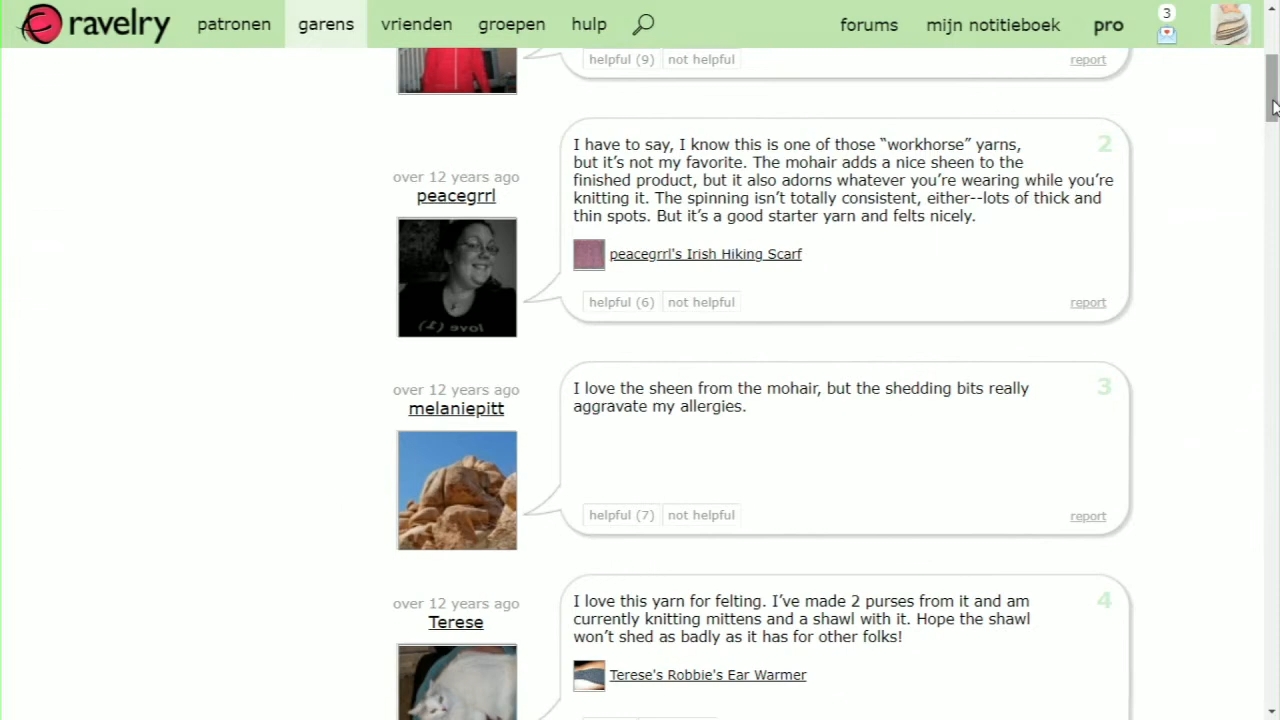 ravelry patronen garens vrienden groepen hulp forums mijn notitieboek pro 3
helpful (9) not helpful report
over 12 years ago
peacegrrl
love (1)
I have to say, I know this is one of those “workhorse” yarns,
but it’s not my favorite. The mohair adds a nice sheen to the
finished product, but it also adorns whatever you’re wearing while you’re
knitting it. The spinning isn’t totally consistent, either--lots of thick and
thin spots. But it’s a good starter yarn and felts nicely.
2
peacegrrl's Irish Hiking Scarf
helpful (6) not helpful report
over 12 years ago
melaniepitt
I love the sheen from the mohair, but the shedding bits really
aggravate my allergies.
3
helpful (7) not helpful report
over 12 years ago
Terese
I love this yarn for felting. I’ve made 2 purses from it and am
currently knitting mittens and a shawl with it. Hope the shawl
won’t shed as badly as it has for other folks!
4
Terese's Robbie's Ear Warmer